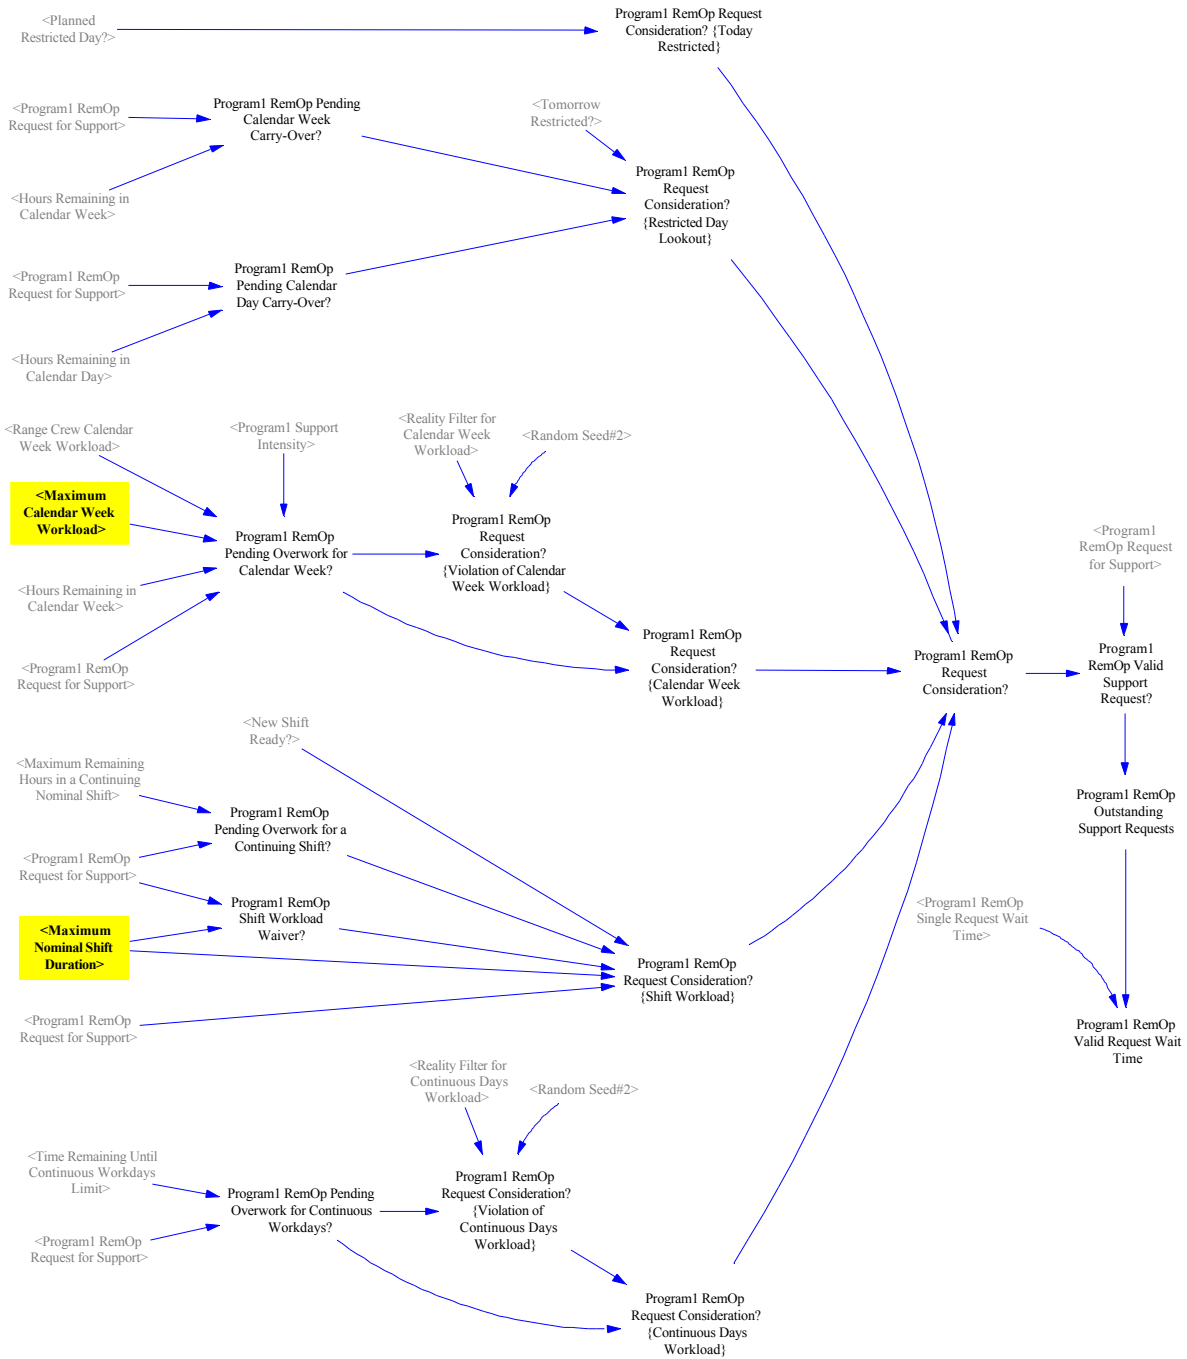 <Planned
Restricted Day?>
Program1 RemOp Request
Consideration? {Today
Restricted}
<Program1 RemOp
Request for Support>
Program1 RemOp Pending
Calendar Week
Carry-Over?
<Tomorrow
Restricted?>
<Hours Remaining in
Calendar Week>
Program1 RemOp
Request
Consideration?
{Restricted Day
Lookout}
<Program1 RemOp
Request for Support>
Program1 RemOp
Pending Calendar
Day Carry-Over?
<Hours Remaining in
Calendar Day>
<Range Crew Calendar
Week Workload>
<Program1 Support
Intensity>
<Reality Filter for
Calendar Week
Workload>
<Random Seed#2>
<Maximum
Calendar Week
Workload>
Program1 RemOp
Pending Overwork for
Calendar Week?
Program1 RemOp
Request
Consideration?
{Violation of Calendar
Week Workload}
<Hours Remaining in
Calendar Week>
<Program1 RemOp
Request for Support>
Program1 RemOp
Request
Consideration?
{Calendar Week
Workload}
Program1 RemOp
Request
Consideration?
<Program1
RemOp Request
for Support>
Program1
RemOp Valid
Support
Request?
<New Shift
Ready?>
<Maximum Remaining
Hours in a Continuing
Nominal Shift>
Program1 RemOp
Pending Overwork for a
Continuing Shift?
Program1 RemOp
Outstanding
Support Requests
<Program1 RemOp
Request for Support>
Program1 RemOp
Shift Workload
Waiver?
<Maximum
Nominal Shift
Duration>
<Program1 RemOp
Single Request Wait
Time>
Program1 RemOp
Request Consideration?
{Shift Workload}
<Program1 RemOp
Request for Support>
Program1 RemOp
Valid Request Wait
Time
<Reality Filter for
Continuous Days
Workload>
<Random Seed#2>
<Time Remaining Until
Continuous Workdays
Limit>
Program1 RemOp Pending
Overwork for Continuous
Workdays?
Program1 RemOp
Request Consideration?
{Violation of
Continuous Days
Workload}
<Program1 RemOp
Request for Support>
Program1 RemOp
Request Consideration?
{Continuous Days
Workload}